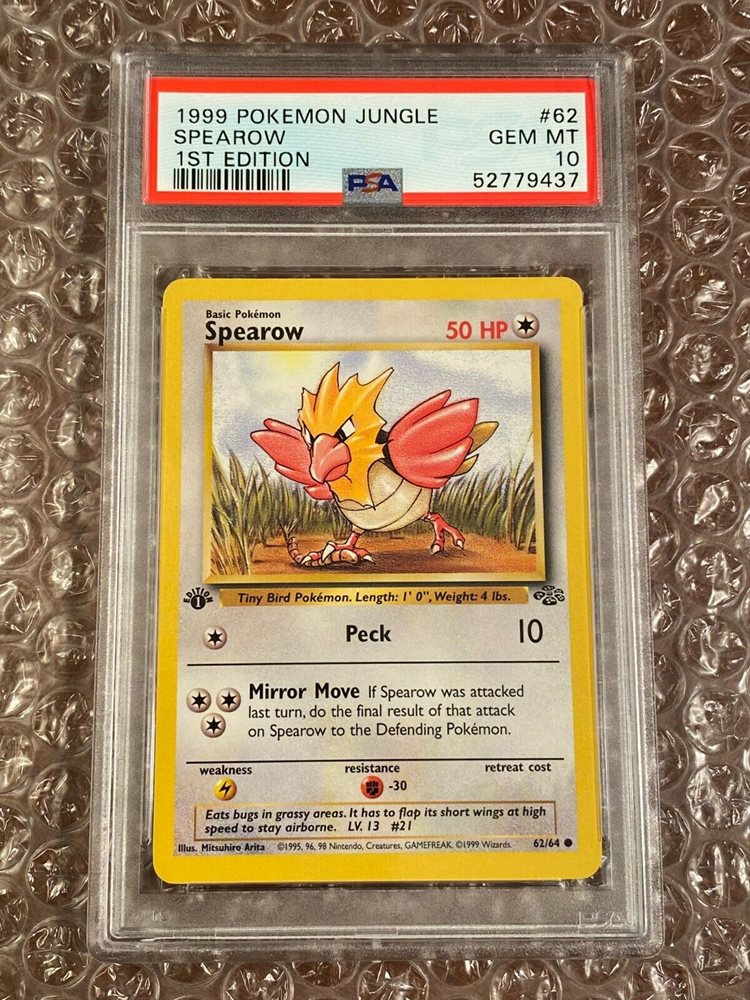 1999 POKEMON JUNGLE #62
SPEAROW GEM MT
1ST EDITION 10
PSA 52779437
Basic Pokémon
Spearow 50 HP
EDITION 1
Tiny Bird Pokémon. Length: 1' 0", Weight: 4 lbs.
Peck 10
Mirror Move If Spearow was attacked
last turn, do the final result of that attack
on Spearow to the Defending Pokémon.
weakness resistance retreat cost
-30
Eats bugs in grassy areas. It has to flap its short wings at high
speed to stay airborne. LV. 13 #21
Illus. Mitsuhiro Arita ©1995, 96, 98 Nintendo, Creatures, GAMEFREAK. ©1999 Wizards. 62/64
PSA